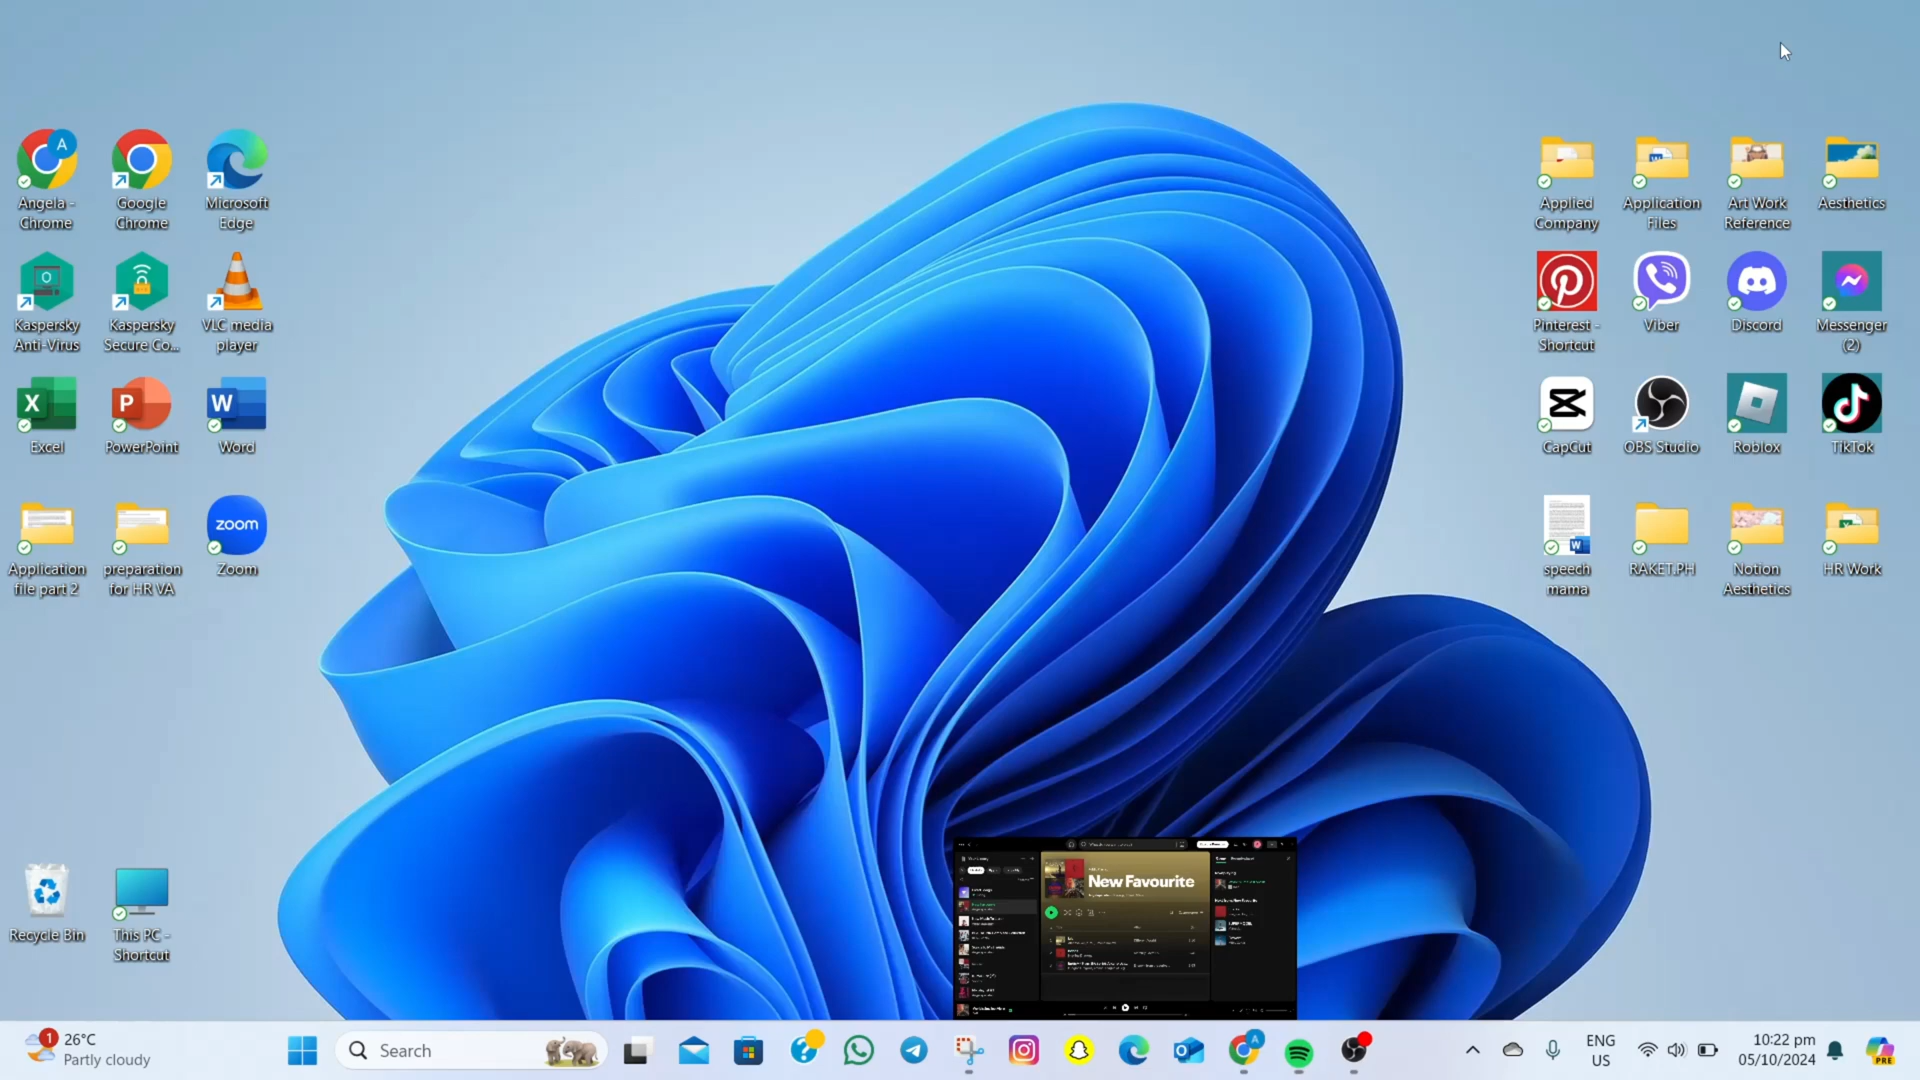 A
Angela -
Chrome
Google
Chrome
Microsoft
Edge
Kaspersky
Anti-Virus
Kaspersky
Secure Co...
VLC media
player
X
Excel
P
PowerPoint
W
Word
Application
file part 2
preparation
for HR VA
zoom
Zoom
Recycle Bin
This PC -
Shortcut
Applied
Company
Application
Files
Art Work
Reference
Aesthetics
Pinterest -
Shortcut
Viber
Discord
Messenger
(2)
CapCut
OBS Studio
Roblox
TikTok
W
speech
mama
RAKET.PH
Notion
Aesthetics
HR Work
New Favourite
1
26°C
Partly cloudy
Search
A
ENG
US
10:22 pm
05/10/2024
PRE